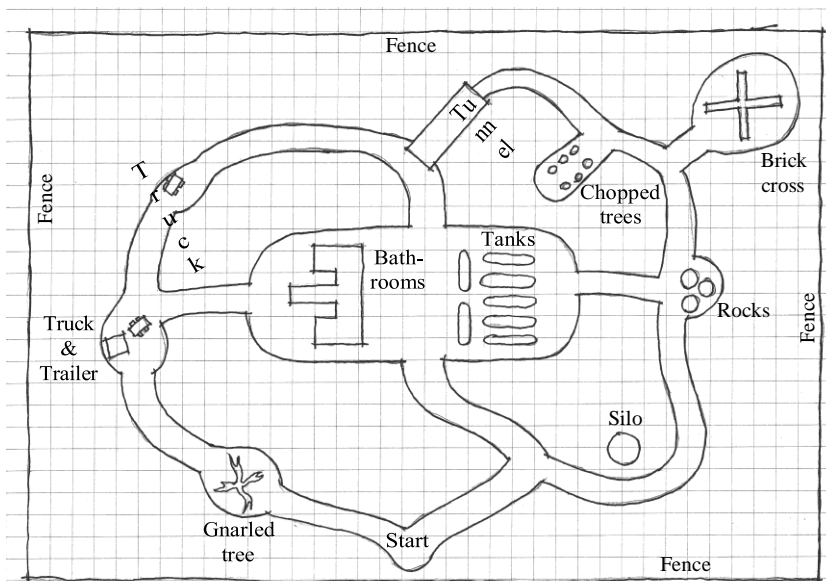 Fence
Tu
nn
el
Brick
cross
T
r
u
c
k
Chopped
trees
Fence
Bath-
rooms
Tanks
Rocks
Fence
Truck
&
Trailer
Silo
Gnarled
tree
Start
Fence